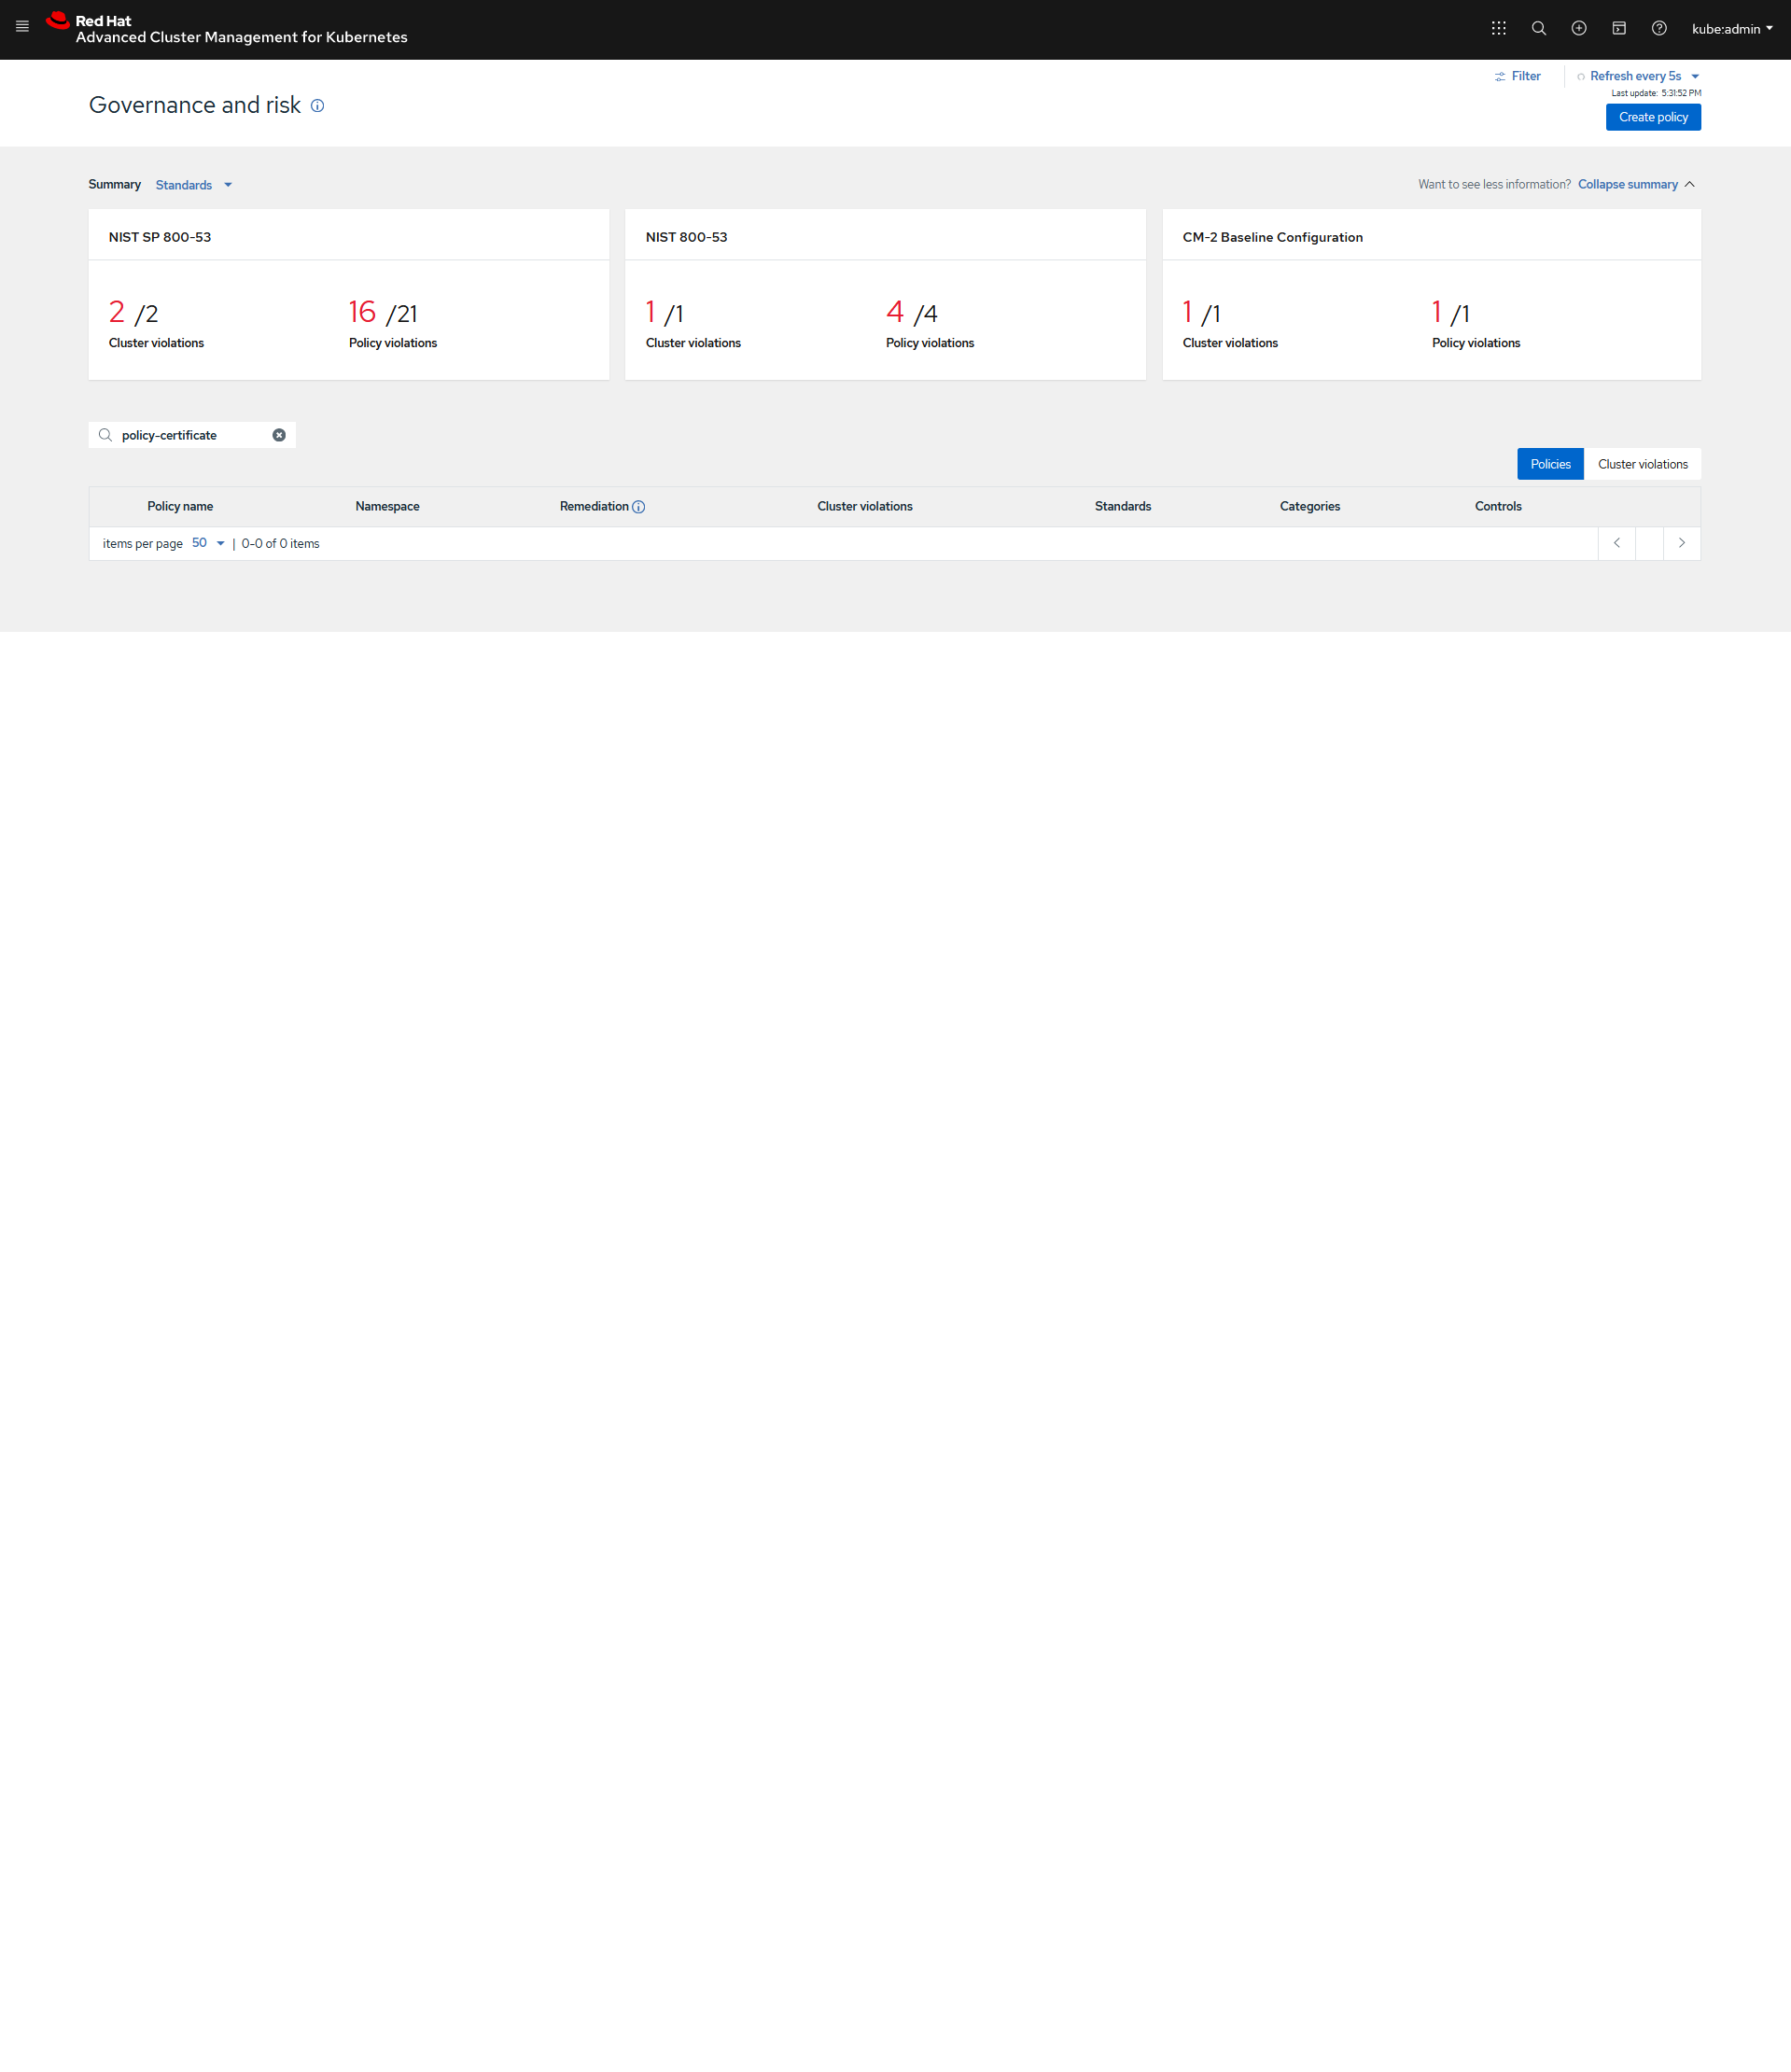 Red Hat
Advanced Cluster Management for Kubernetes
kube:admin
Filter
Refresh every 5s
Last update: 5:31:52 PM
Governance and risk
Create policy
Summary Standards
Want to see less information? Collapse summary
NIST SP 800-53
2 /2
Cluster violations
16 /21
Policy violations
NIST 800-53
1 /1
Cluster violations
4 /4
Policy violations
CM-2 Baseline Configuration
1 /1
Cluster violations
1 /1
Policy violations
policy-certificate
Policies Cluster violations
Policy name Namespace Remediation Cluster violations Standards Categories Controls
items per page 50 | 0-0 of 0 items